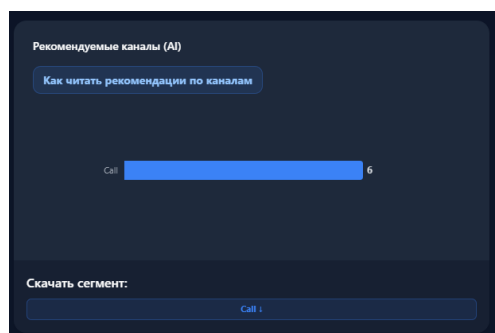 Рекомендуемые каналы (AI)
Как читать рекомендации по каналам
Call 6
Скачать сегмент:
Call ↓